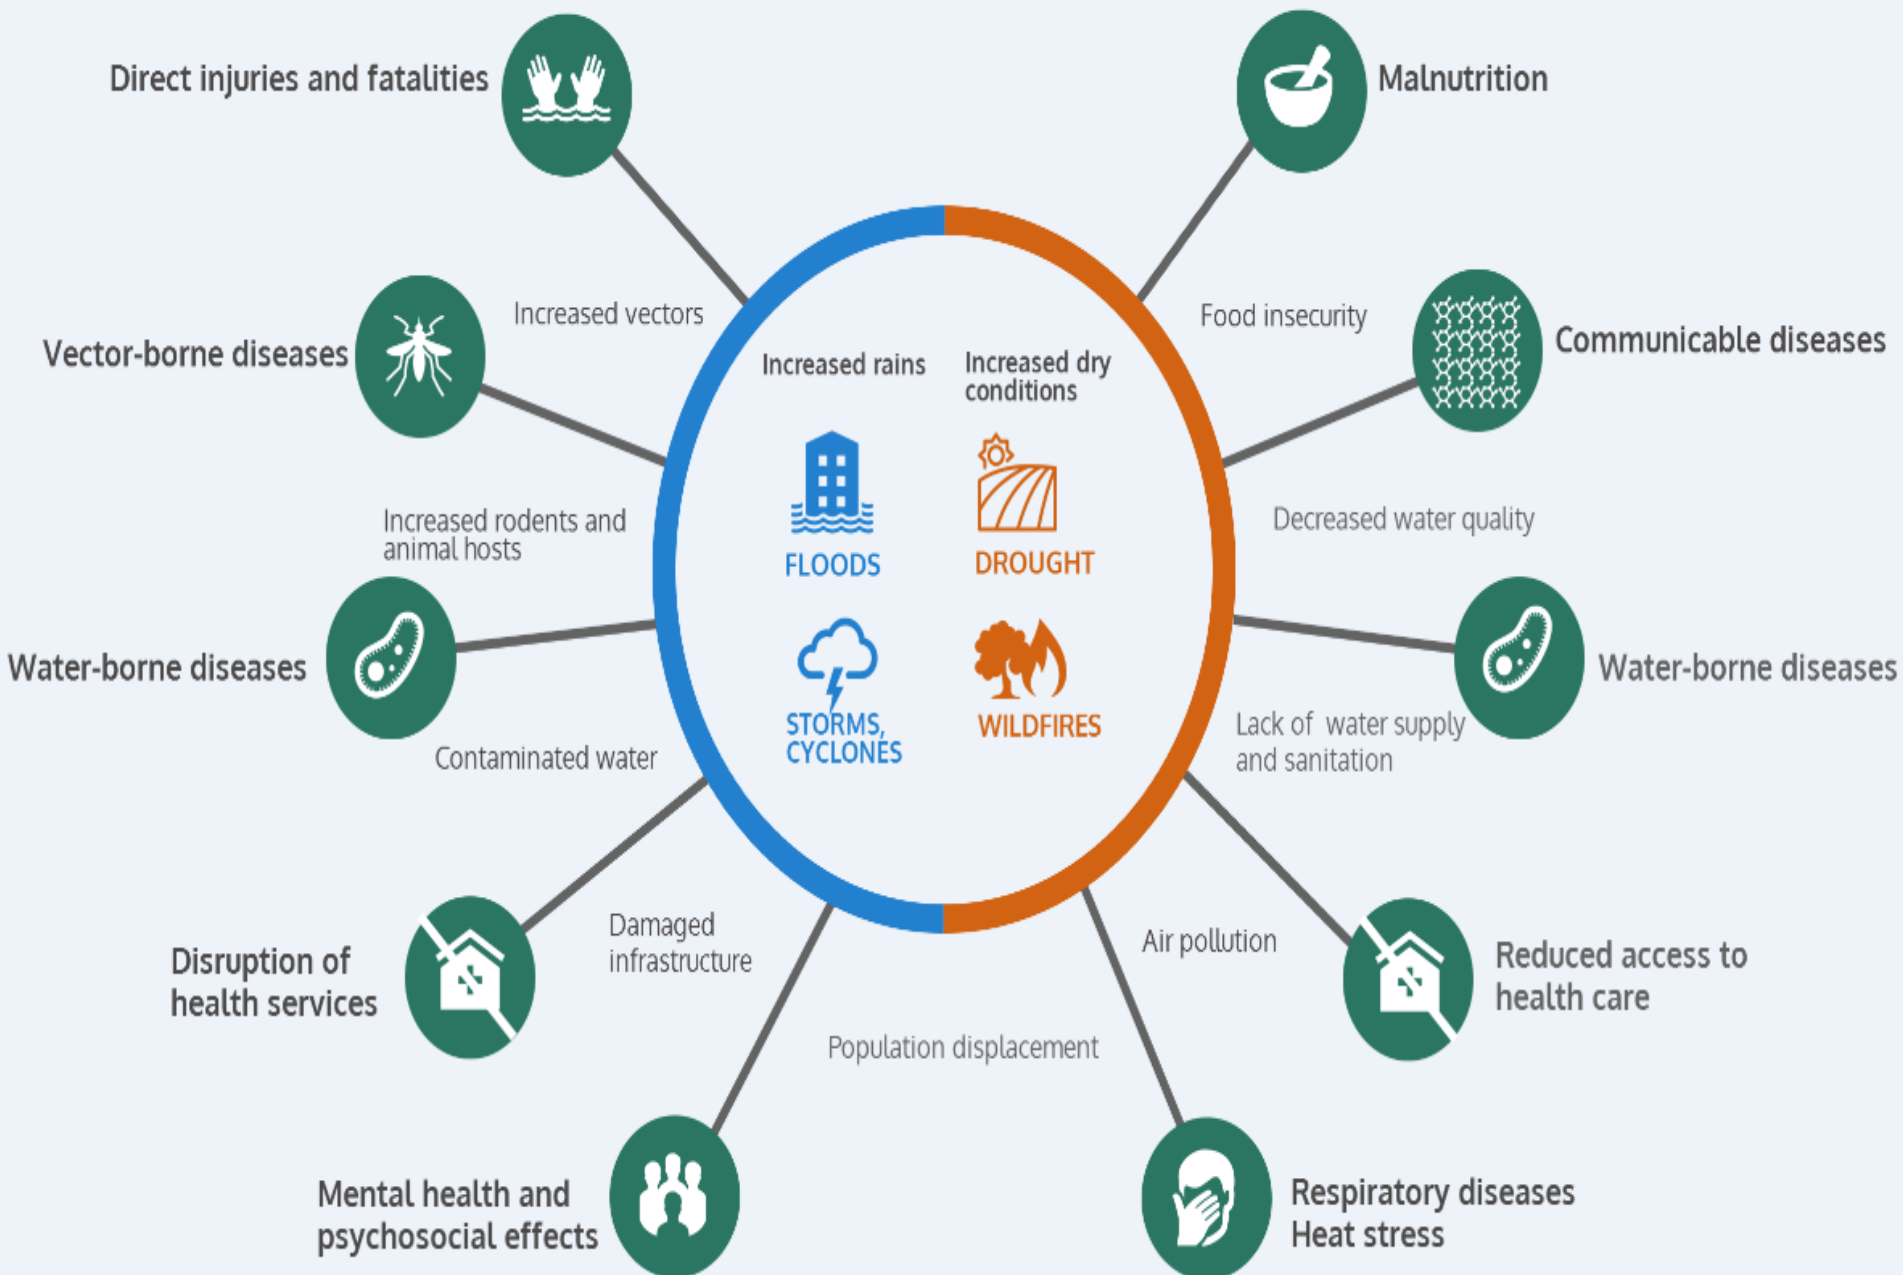 Direct injuries and fatalities
Malnutrition
Increased vectors
Food insecurity
Vector-borne diseases
Communicable diseases
Increased rains
Increased dry
conditions
Increased rodents and
animal hosts
Decreased water quality
FLOODS
DROUGHT
Water-borne diseases
Water-borne diseases
STORMS,
CYCLONES
WILDFIRES
Contaminated water
Lack of water supply
and sanitation
Damaged
infrastructure
Air pollution
Disruption of
health services
Reduced access to
health care
Population displacement
Mental health and
psychosocial effects
Respiratory diseases
Heat stress